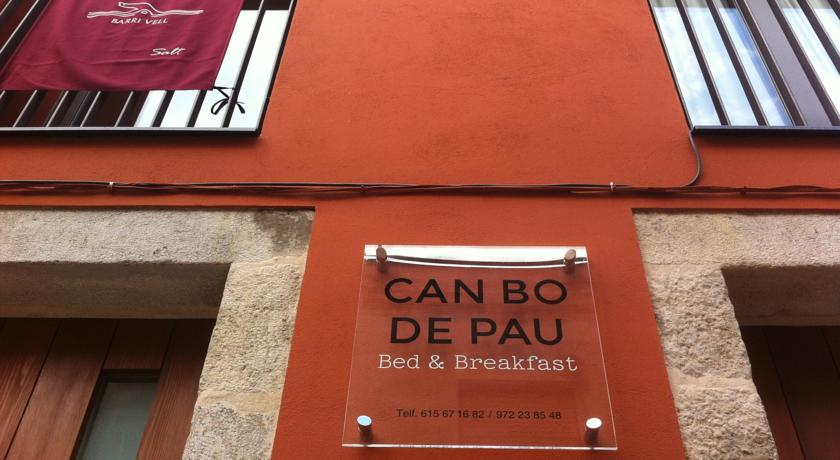 BARRI VELL
Salt
CAN BO
DE PAU
Bed & Breakfast
Telf. 615 67 16 82 / 972 23 85 48